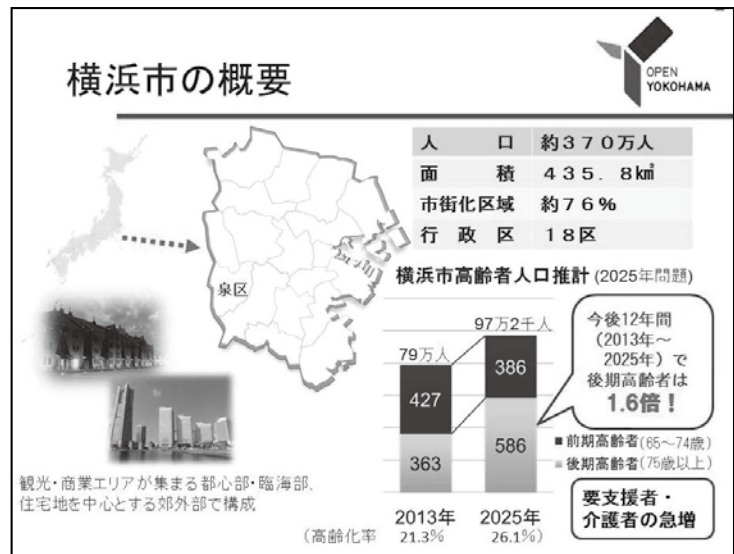 横浜市の概要
OPEN
YOKOHAMA
人　口 約３７０万人
面　積 ４３５．８㎢
市街化区域 約７６％
行　政　区 １８区
泉区
横浜市高齢者人口推計(2025年問題)
97万2千人
79万人
386
427
586
363
今後12年間
（2013年～
2025年）で
後期高齢者は
1.6倍！
■前期高齢者(65～74歳)
■後期高齢者(75歳以上)
観光・商業エリアが集まる都心部・臨海部、
住宅地を中心とする郊外部で構成
要支援者・
介護者の急増
2013年 2025年
（高齢化率 21.3% 26.1%）